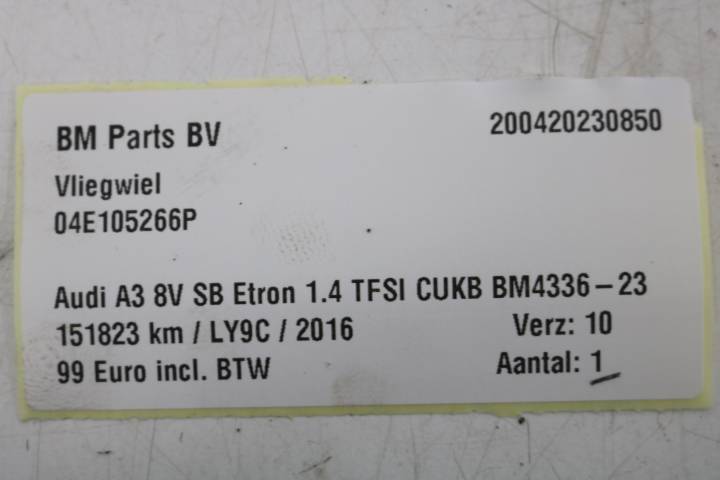 BM Parts BV 200420230850
Vliegwiel
04E105266P
Audi A3 8V SB Etron 1.4 TFSI CUKB BM4336-23
151823 km / LY9C / 2016 Verz: 10
99 Euro incl. BTW Aantal: 1